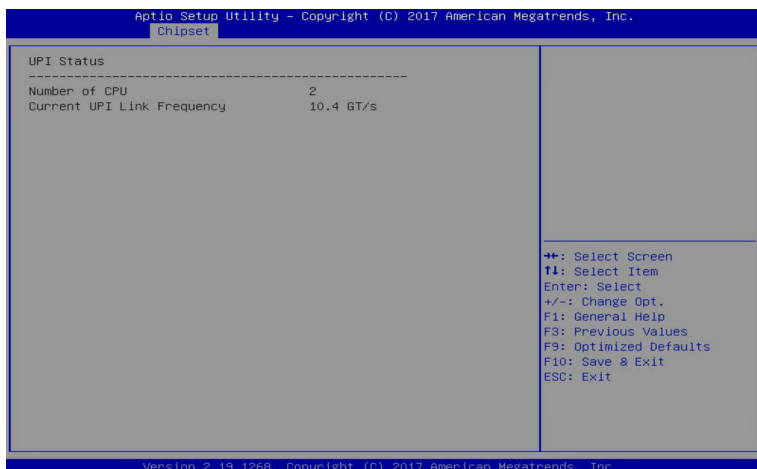 Aptio Setup Utility – Copyright (C) 2017 American Megatrends, Inc.
Chipset
UPI Status
------------------------------------------------
Number of CPU 2
Current UPI Link Frequency 10.4 GT/s
→←: Select Screen
↑↓: Select Item
Enter: Select
+/-: Change Opt.
F1: General Help
F3: Previous Values
F9: Optimized Defaults
F10: Save & Exit
ESC: Exit
Version 2.19.1268. Copyright (C) 2017 American Megatrends, Inc.